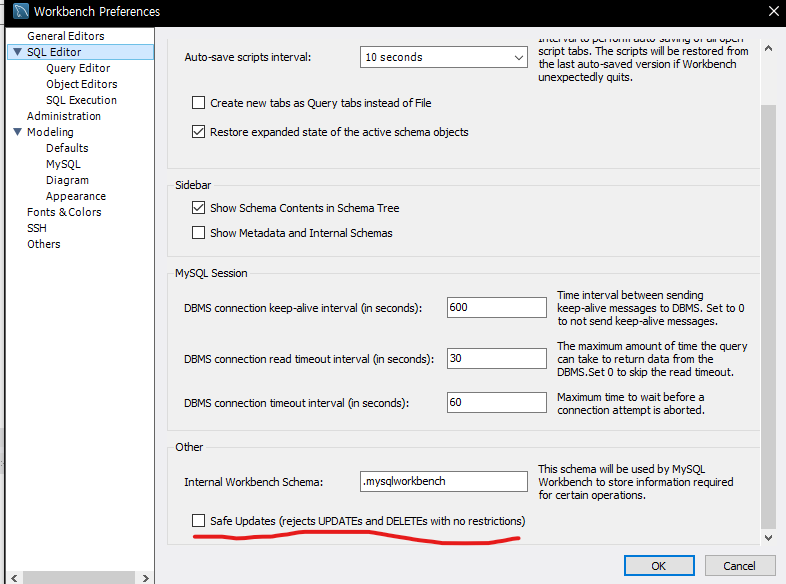 Workbench Preferences
General Editors
SQL Editor
Query Editor
Object Editors
SQL Execution
Administration
Modeling
Defaults
MySQL
Diagram
Appearance
Fonts & Colors
SSH
Others
Auto-save scripts interval:
10 seconds
Interval to perform auto-saving of all open
script tabs. The scripts will be restored from
the last auto-saved version if Workbench
unexpectedly quits.
Create new tabs as Query tabs instead of File
Restore expanded state of the active schema objects
Sidebar
Show Schema Contents in Schema Tree
Show Metadata and Internal Schemas
MySQL Session
DBMS connection keep-alive interval (in seconds):
600
Time interval between sending
keep-alive messages to DBMS. Set to 0
to not send keep-alive messages.
DBMS connection read timeout interval (in seconds):
30
The maximum amount of time the query
can take to return data from the
DBMS.Set 0 to skip the read timeout.
DBMS connection timeout interval (in seconds):
60
Maximum time to wait before a
connection attempt is aborted.
Other
Internal Workbench Schema:
.mysqlworkbench
This schema will be used by MySQL
Workbench to store information required
for certain operations.
Safe Updates (rejects UPDATEs and DELETEs with no restrictions)
OK
Cancel